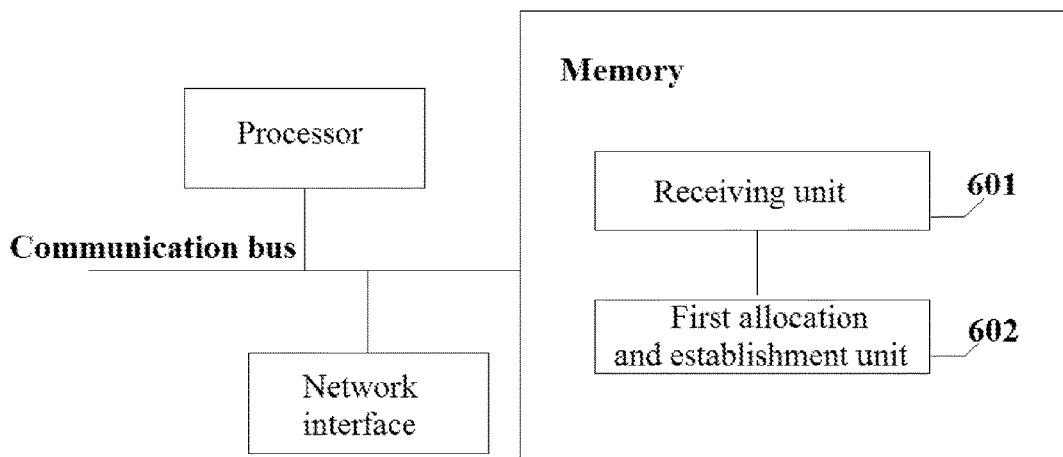 Memory
Processor
Receiving unit
601
Communication bus
First allocation
and establishment unit
602
Network
interface